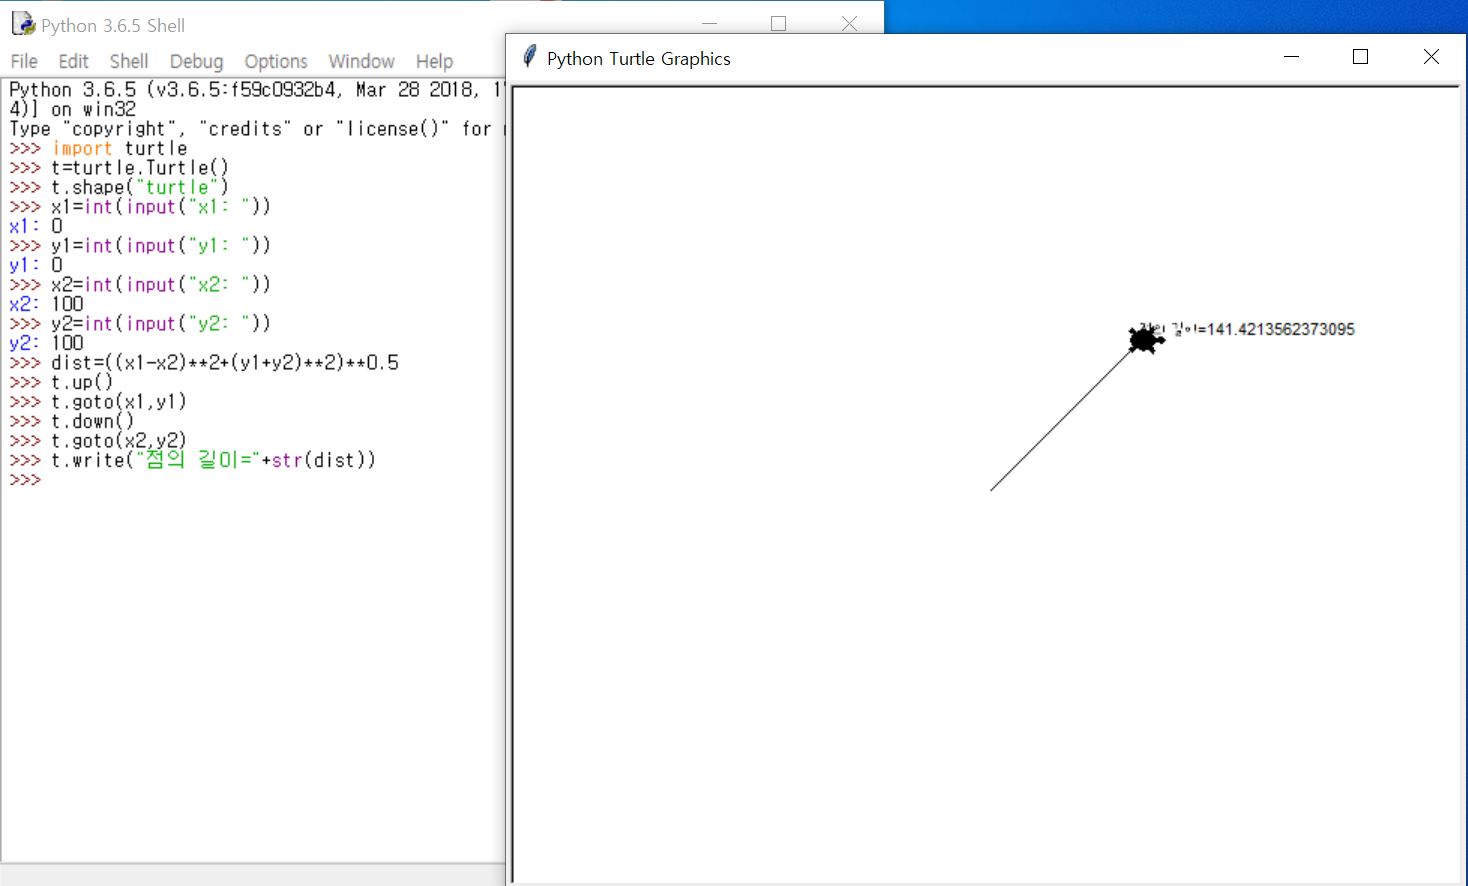 Python 3.6.5 Shell
File Edit Shell Debug Options Window Help
Python 3.6.5 (v3.6.5:f59c0932b4, Mar 28 2018,
4)] on win32
Type "copyright", "credits" or "license()" for
>>> import turtle
>>> t=turtle.Turtle()
>>> t.shape("turtle")
>>> x1=int(input("x1: "))
x1: 0
>>> y1=int(input("y1: "))
y1: 0
>>> x2=int(input("x2: "))
x2: 100
>>> y2=int(input("y2: "))
y2: 100
>>> dist=((x1-x2)**2+(y1+y2)**2)**0.5
>>> t.up()
>>> t.goto(x1,y1)
>>> t.down()
>>> t.goto(x2,y2)
>>> t.write("점의 길이="+str(dist))
>>>
Python Turtle Graphics
길이=141.4213562373095